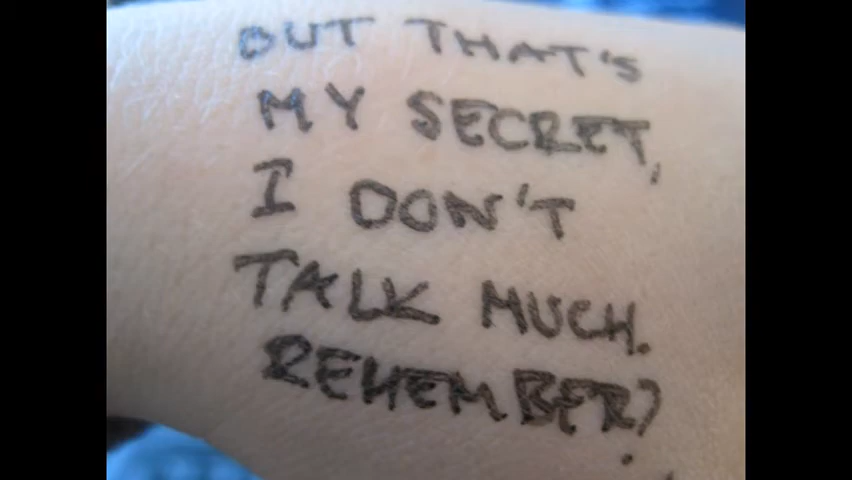 BUT THAT'S
MY SECRET,
I DON'T
TALK MUCH.
REMEMBER?